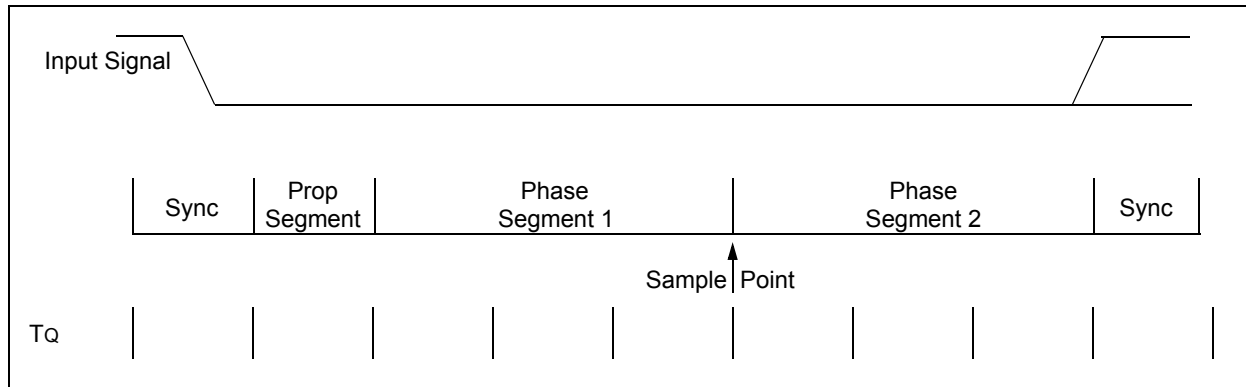 Input Signal
Sync
Prop
Segment
Phase
Segment 1
Phase
Segment 2
Sync
Sample Point
TQ